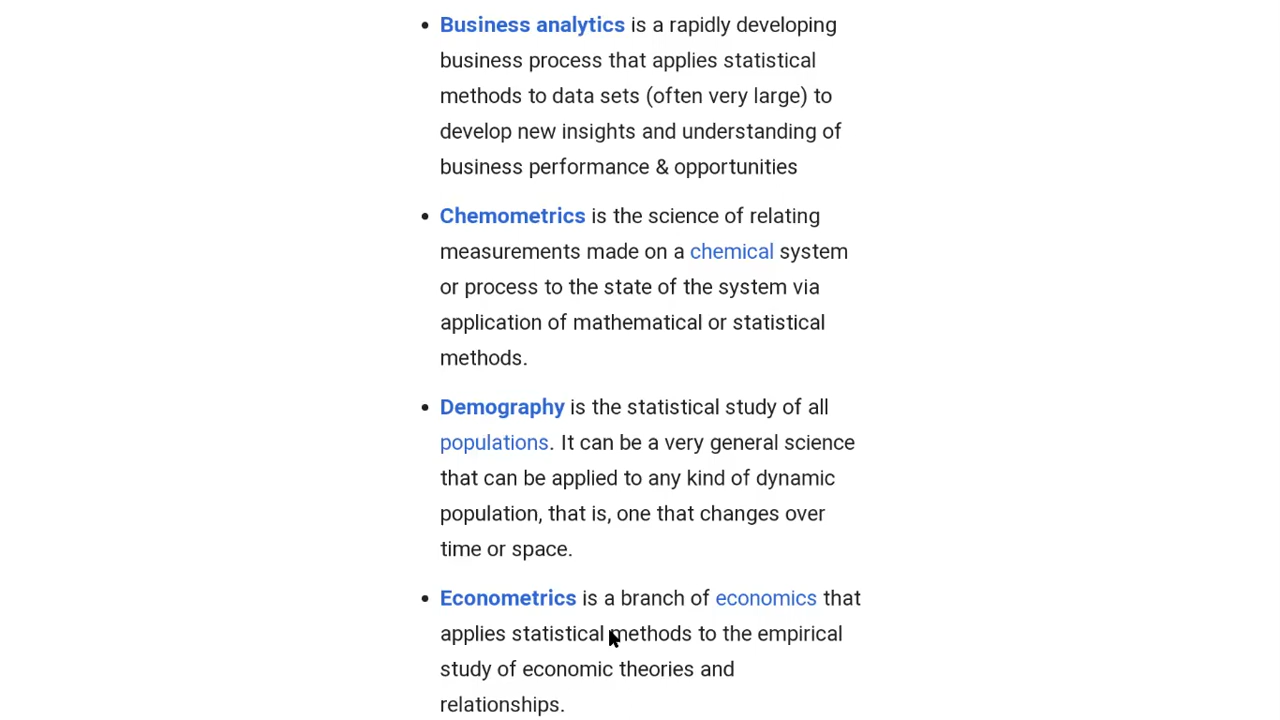 Business analytics is a rapidly developing
business process that applies statistical
methods to data sets (often very large) to
develop new insights and understanding of
business performance & opportunities
Chemometrics is the science of relating
measurements made on a chemical system
or process to the state of the system via
application of mathematical or statistical
methods.
Demography is the statistical study of all
populations. It can be a very general science
that can be applied to any kind of dynamic
population, that is, one that changes over
time or space.
Econometrics is a branch of economics that
applies statistical methods to the empirical
study of economic theories and
relationships.